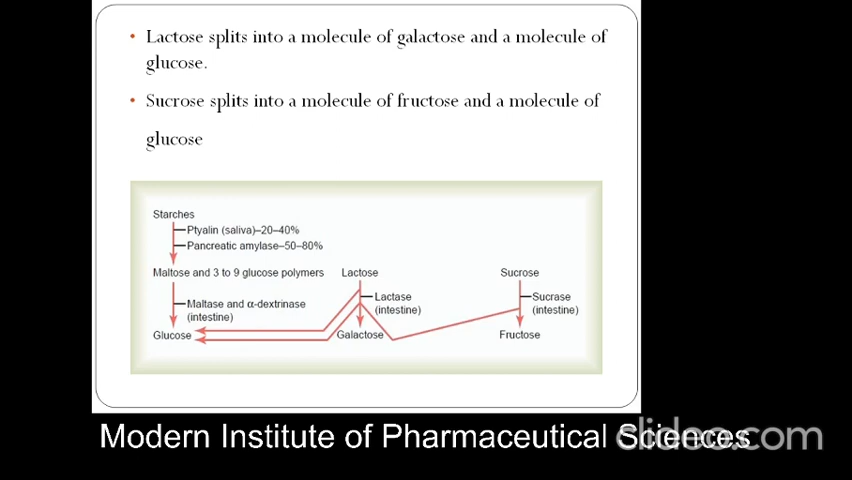 • Lactose splits into a molecule of galactose and a molecule of
glucose.
• Sucrose splits into a molecule of fructose and a molecule of
glucose
Starches
Ptyalin (saliva)–20–40%
Pancreatic amylase–50–80%
Maltose and 3 to 9 glucose polymers
Lactose
Sucrose
Maltase and α-dextrinase
(intestine)
Lactase
(intestine)
Sucrase
(intestine)
Glucose
Galactose
Fructose
Modern Institute of Pharmaceutical Sciences
clideo.com